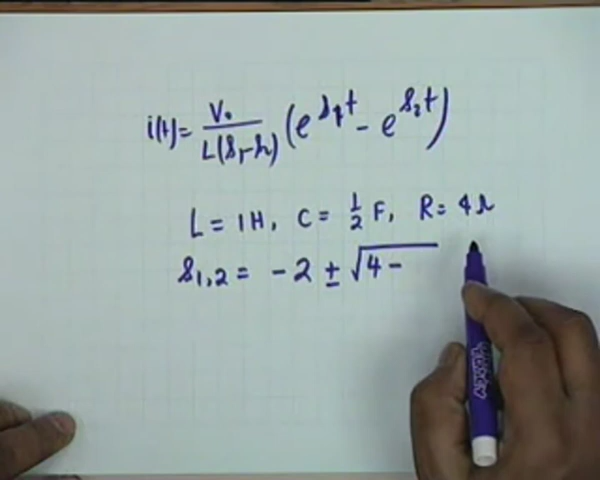 i(t) = V₀ / L(s₁-s₂) (e^s₁t - e^s₂t)
L = 1H, C = 1/2 F, R = 4Ω
s₁,₂ = -2 ± √4 -